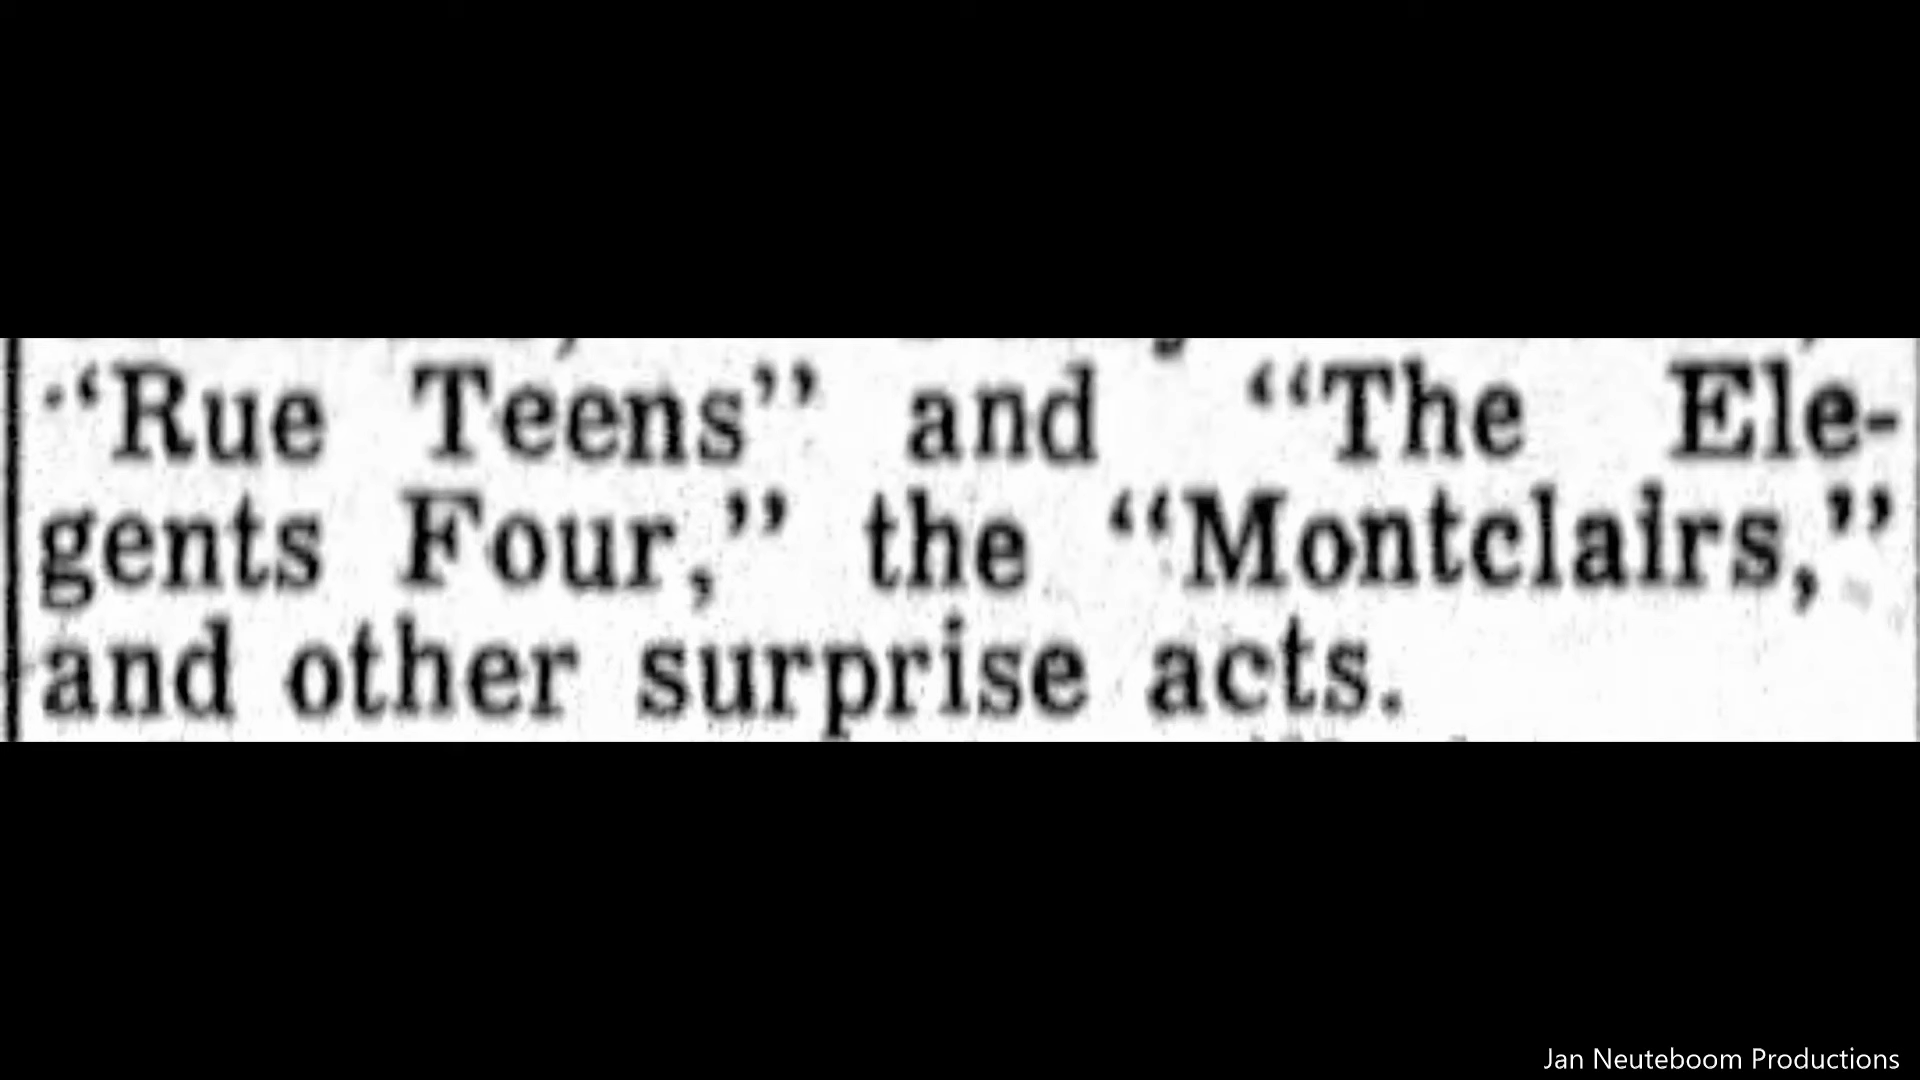 “Rue Teens” and “The Ele-
gents Four,” the “Montclairs,”
and other surprise acts.
Jan Neuteboom Productions